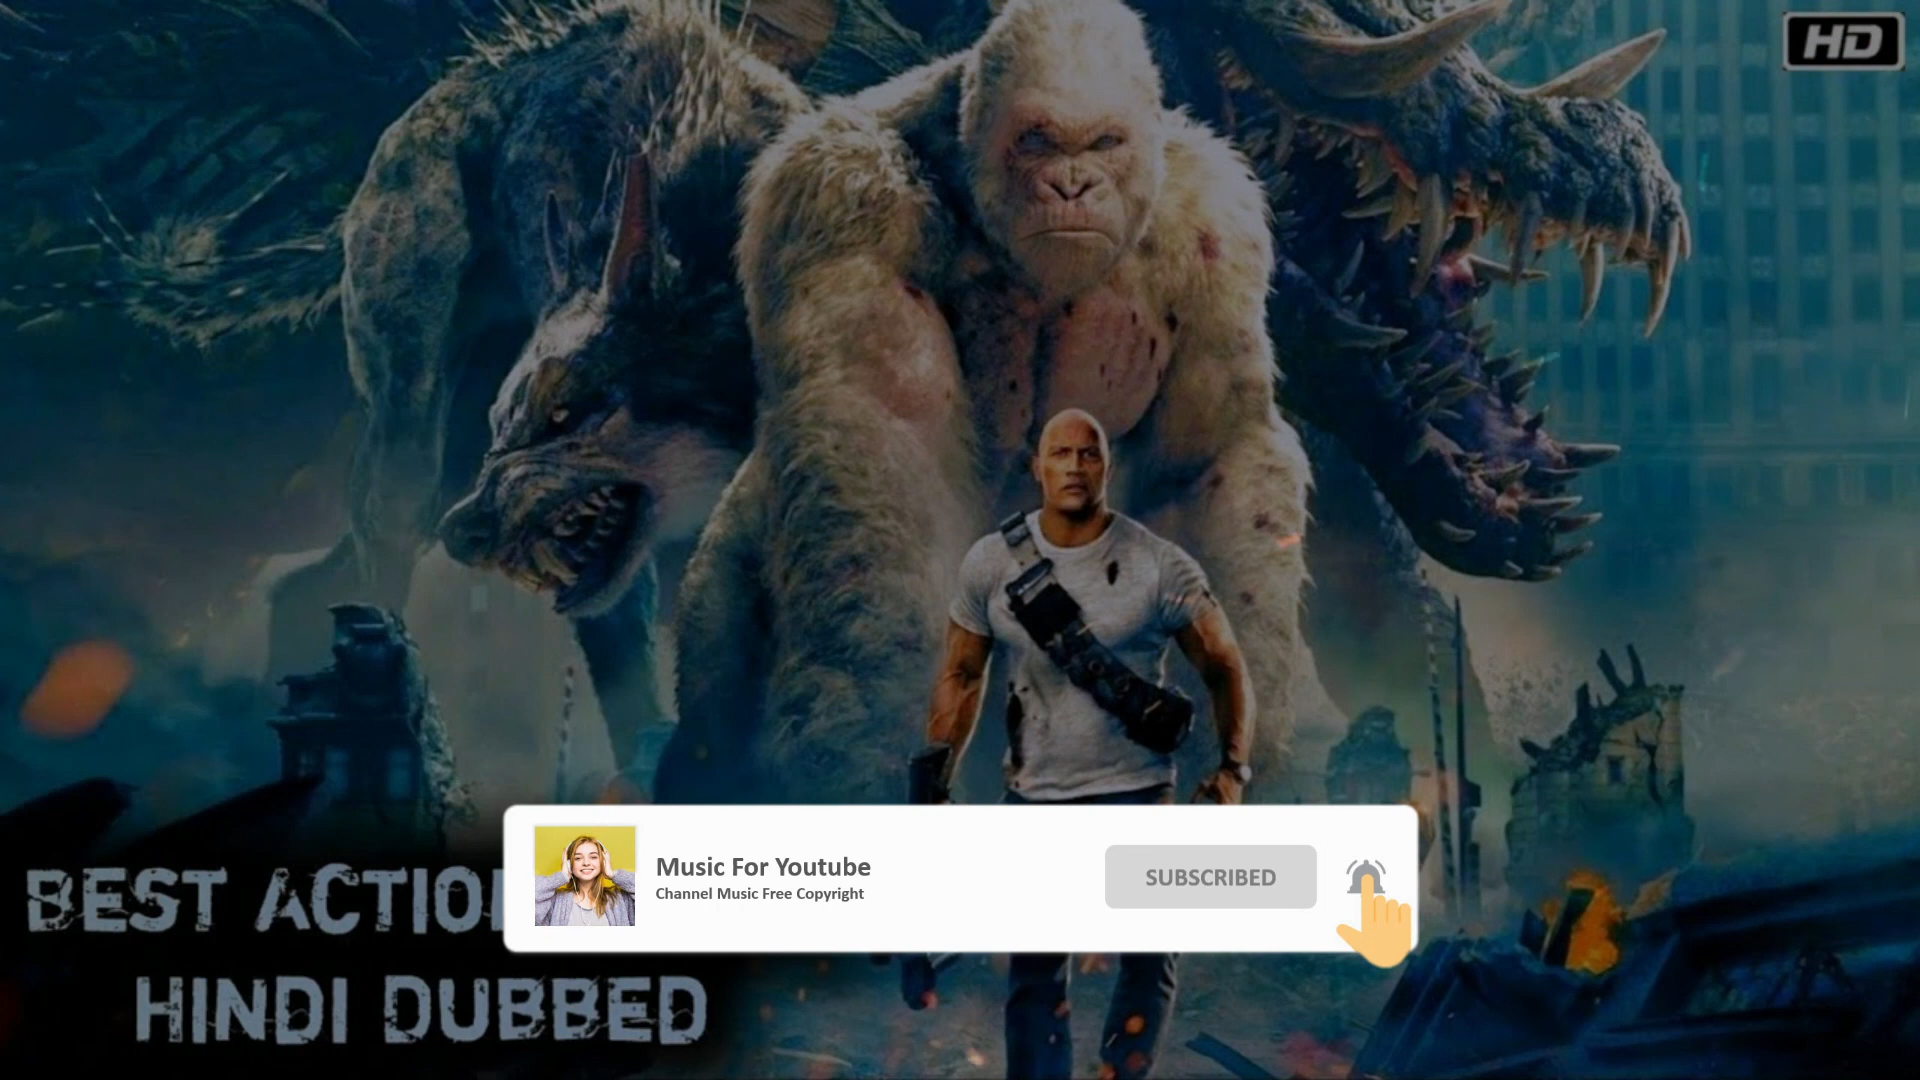 HD
Music For Youtube
Channel Music Free Copyright
SUBSCRIBED
BEST ACTIO
HINDI DUBBED